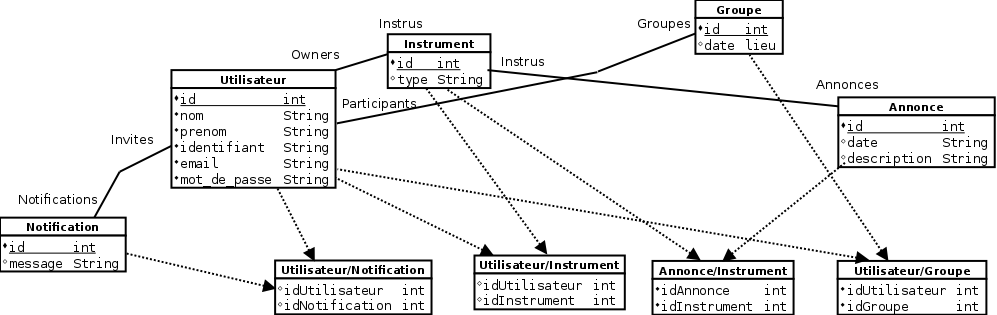 Groupe
id int
date lieu
Groupes
Instrus
Instrument
id int
type String
Owners
Instrus
Utilisateur
id int
nom String
prenom String
identifiant String
email String
mot_de_passe String
Participants
Annonces
Annonce
id int
date String
description String
Invites
Notifications
Notification
id int
message String
Utilisateur/Notification
idUtilisateur int
idNotification int
Utilisateur/Instrument
idUtilisateur int
idInstrument int
Annonce/Instrument
idAnnonce int
idInstrument int
Utilisateur/Groupe
idUtilisateur int
idGroupe int